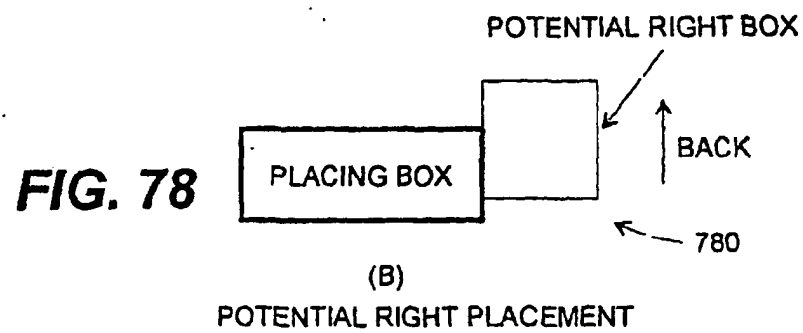 POTENTIAL RIGHT BOX
BACK
PLACING BOX
FIG. 78
780
(B)
POTENTIAL RIGHT PLACEMENT